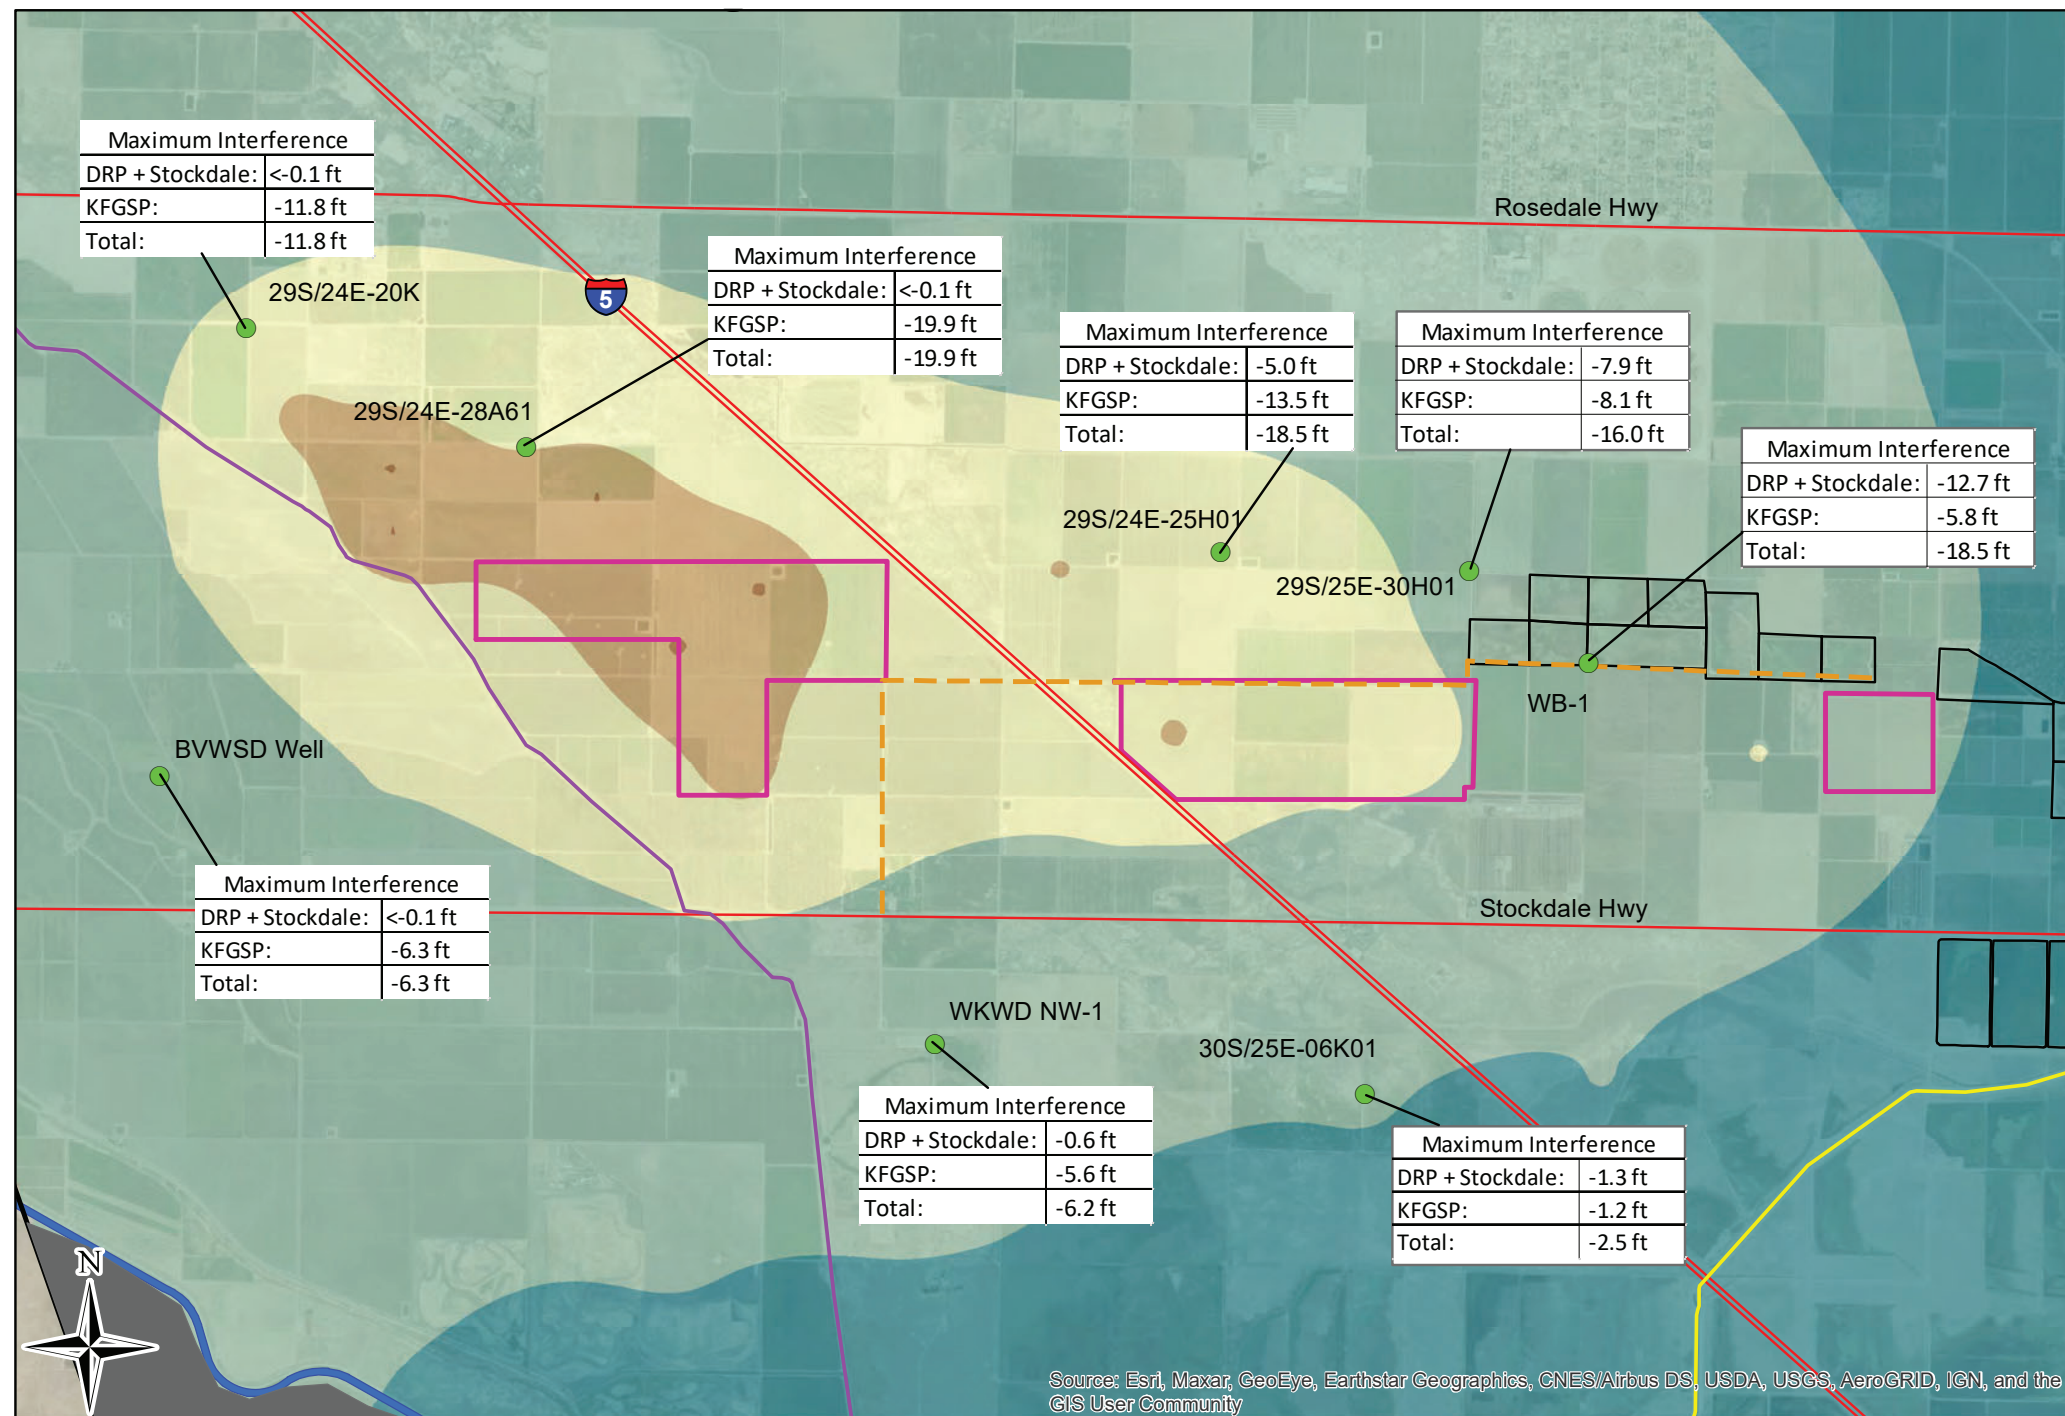 Maximum Interference
DRP + Stockdale: <-0.1 ft
KFGSP: -11.8 ft
Total: -11.8 ft
Rosedale Hwy
Maximum Interference
DRP + Stockdale: <-0.1 ft
KFGSP: -19.9 ft
Total: -19.9 ft
29S/24E-20K
5
Maximum Interference
DRP + Stockdale: -5.0 ft
KFGSP: -13.5 ft
Total: -18.5 ft
Maximum Interference
DRP + Stockdale: -7.9 ft
KFGSP: -8.1 ft
Total: -16.0 ft
29S/24E-28A61
Maximum Interference
DRP + Stockdale: -12.7 ft
KFGSP: -5.8 ft
Total: -18.5 ft
29S/24E-25H01
29S/25E-30H01
WB-1
BVWSD Well
Maximum Interference
DRP + Stockdale: <-0.1 ft
KFGSP: -6.3 ft
Total: -6.3 ft
Stockdale Hwy
WKWD NW-1
30S/25E-06K01
Maximum Interference
DRP + Stockdale: -0.6 ft
KFGSP: -5.6 ft
Total: -6.2 ft
Maximum Interference
DRP + Stockdale: -1.3 ft
KFGSP: -1.2 ft
Total: -2.5 ft
N
Source: Esri, Maxar, GeoEye, Earthstar Geographics, CNES/Airbus DS, USDA, USGS, AeroGRID, IGN, and the
GIS User Community